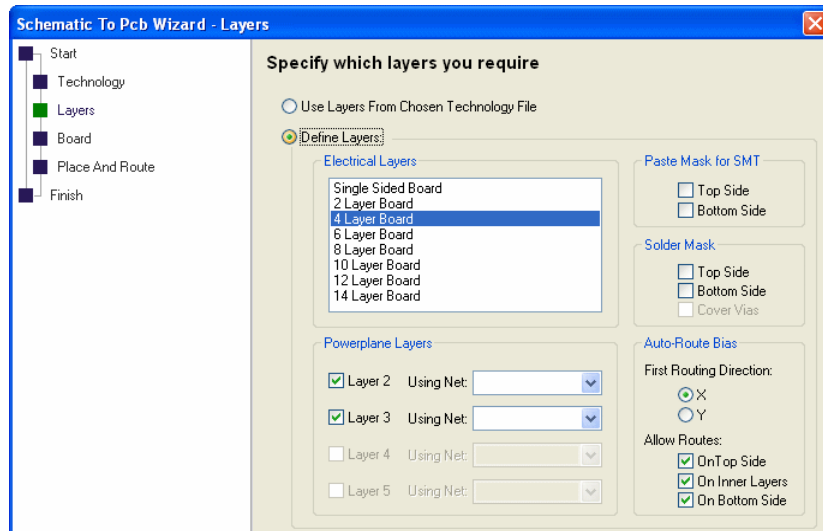 Schematic To Pcb Wizard - Layers
Start
Technology
Layers
Board
Place And Route
Finish
Specify which layers you require
Use Layers From Chosen Technology File
Define Layers:
Electrical Layers
Single Sided Board
2 Layer Board
4 Layer Board
6 Layer Board
8 Layer Board
10 Layer Board
12 Layer Board
14 Layer Board
Paste Mask for SMT
Top Side
Bottom Side
Solder Mask
Top Side
Bottom Side
Cover Vias
Powerplane Layers
Layer 2 Using Net:
Layer 3 Using Net:
Layer 4 Using Net:
Layer 5 Using Net:
Auto-Route Bias
First Routing Direction:
X
Y
Allow Routes:
OnTop Side
On Inner Layers
On Bottom Side